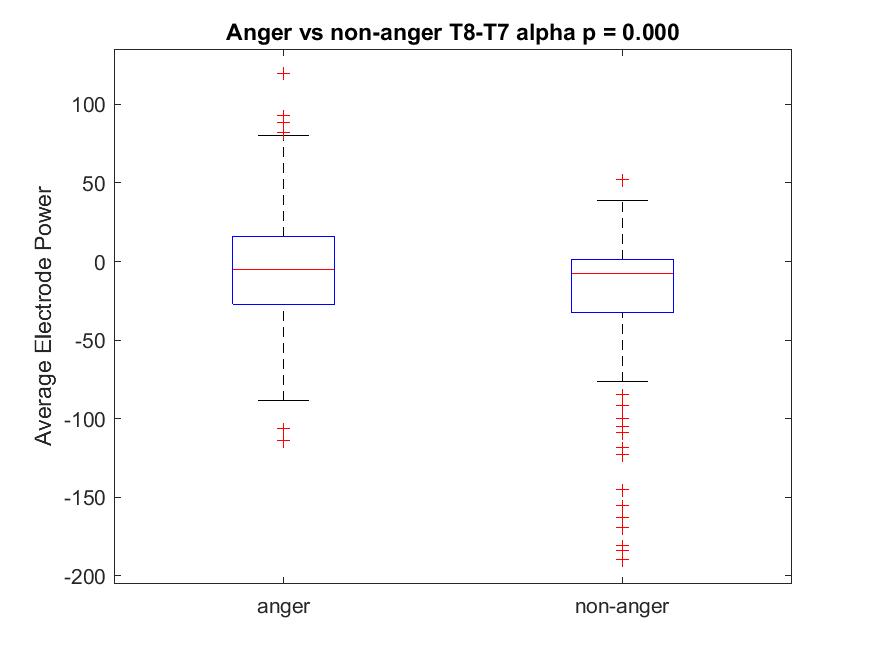 Anger vs non-anger T8-T7 alpha p = 0.000
Average Electrode Power
100
50
0
-50
-100
-150
-200
anger
non-anger